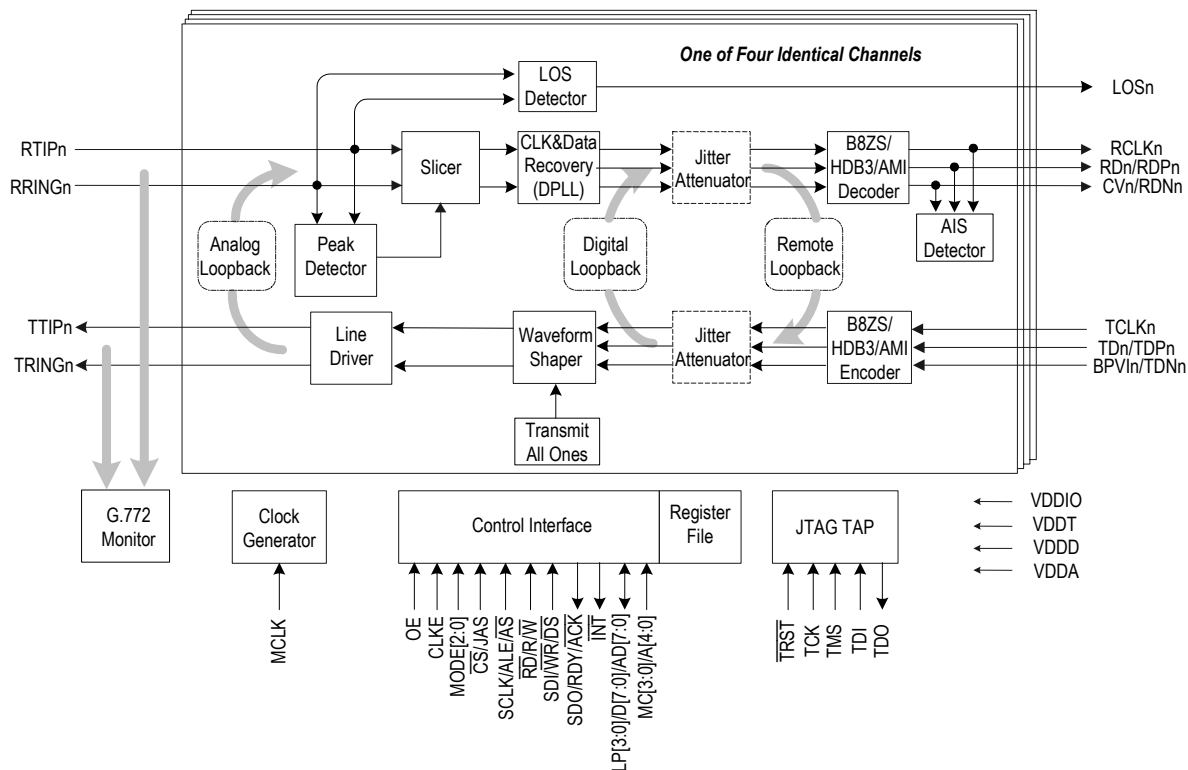 One of Four Identical Channels
LOS
Detector
LOSn
RTIPn
RRINGn
Slicer
CLK&Data
Recovery
(DPLL)
Jitter
Attenuator
B8ZS/
HDB3/AMI
Decoder
RCLKn
RDn/RDPn
CVn/RDNn
Analog
Loopback
Peak
Detector
Digital
Loopback
Remote
Loopback
AIS
Detector
TTIPn
TRINGn
Line
Driver
Waveform
Shaper
Jitter
Attenuator
B8ZS/
HDB3/AMI
Encoder
TCLKn
TDn/TDPn
BPVIn/TDNn
Transmit
All Ones
G.772
Monitor
Clock
Generator
Control Interface
Register
File
JTAG TAP
VDDIO
VDDT
VDDD
VDDA
MCLK
OE
CLKE
MODE[2:0]
CS/JAS
SCLK/ALE/AS
RD/R/W
SDI/WR/DS
SDO/RDY/ACK
INT
LP[3:0]/D[7:0]/AD[7:0]
MC[3:0]/A[4:0]
TRST
TCK
TMS
TDI
TDO